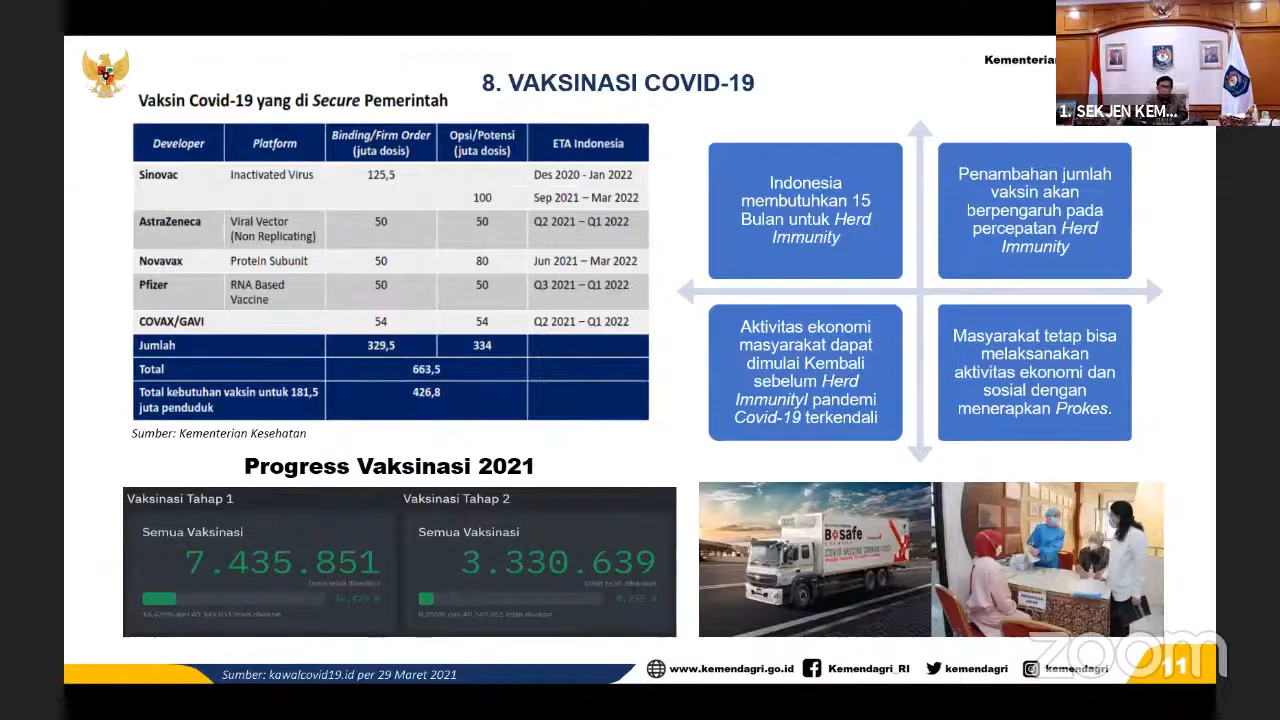 Kementerian
1. SEKJEN KEM...
8. VAKSINASI COVID-19
Vaksin Covid-19 yang di Secure Pemerintah
Developer Platform Binding/Firm Order (juta dosis) Opsi/Potensi (juta dosis) ETA Indonesia
Sinovac Inactivated Virus 125,5 Des 2020 - Jan 2022
100 Sep 2021 – Mar 2022
AstraZeneca Viral Vector (Non Replicating) 50 50 Q2 2021 – Q1 2022
Novavax Protein Subunit 50 80 Jun 2021 – Mar 2022
Pfizer RNA Based Vaccine 50 50 Q3 2021 – Q1 2022
COVAX/GAVI 54 54 Q2 2021 – Q1 2022
Jumlah 329,5 334
Total 663,5
Total kebutuhan vaksin untuk 181,5 juta penduduk 426,8
Sumber: Kementerian Kesehatan
Indonesia
membutuhkan 15
Bulan untuk Herd
Immunity
Penambahan jumlah
vaksin akan
berpengaruh pada
percepatan Herd
Immunity
Aktivitas ekonomi
masyarakat dapat
dimulai Kembali
sebelum Herd
ImmunityI pandemi
Covid-19 terkendali
Masyarakat tetap bisa
melaksanakan
aktivitas ekonomi dan
sosial dengan
menerapkan Prokes.
Progress Vaksinasi 2021
Vaksinasi Tahap 1
Semua Vaksinasi
7.435.851
Dosis telah diberikan
Vaksinasi Tahap 2
Semua Vaksinasi
3.330.639
Dosis telah diberikan
B safe
Sumber: kawalcovid19.id per 29 Maret 2021
www.kemendagri.go.id Kemendagri_RI kemendagri kemendagri
zoom
11